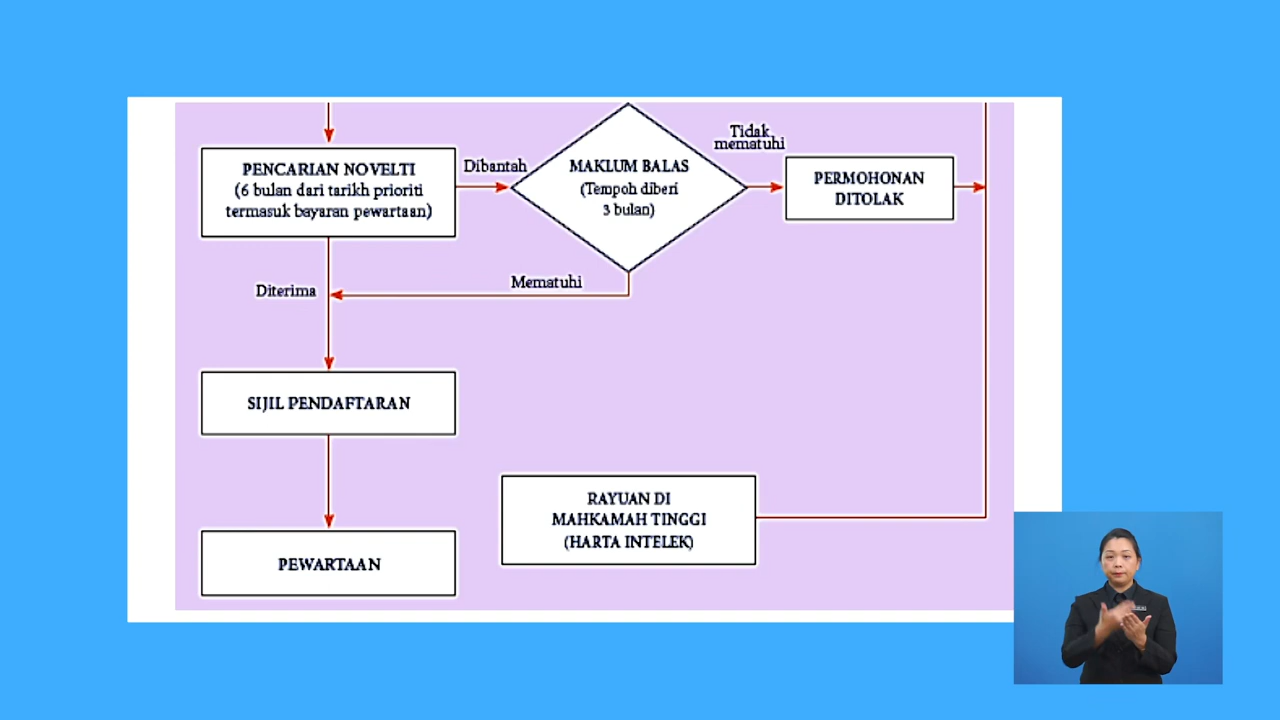 PENCARIAN NOVELTI
(6 bulan dari tarikh prioriti
termasuk bayaran pewartaan)
Dibantah
MAKLUM BALAS
(Tempoh diberi
3 bulan)
Tidak
mematuhi
PERMOHONAN
DITOLAK
Mematuhi
Diterima
SIJIL PENDAFTARAN
RAYUAN DI
MAHKAMAH TINGGI
(HARTA INTELEK)
PEWARTAAN